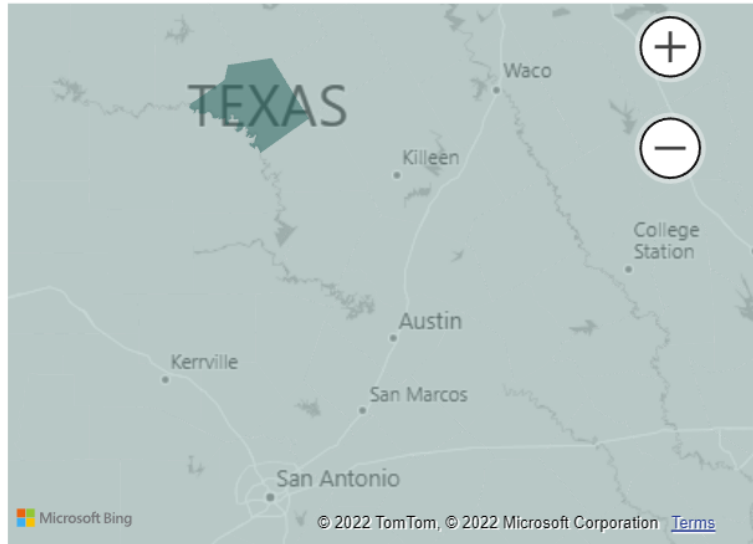 Waco
TEXAS
Killeen
College
Station
Austin
Kerrville
San Marcos
San Antonio
Microsoft Bing
© 2022 TomTom, © 2022 Microsoft Corporation Terms